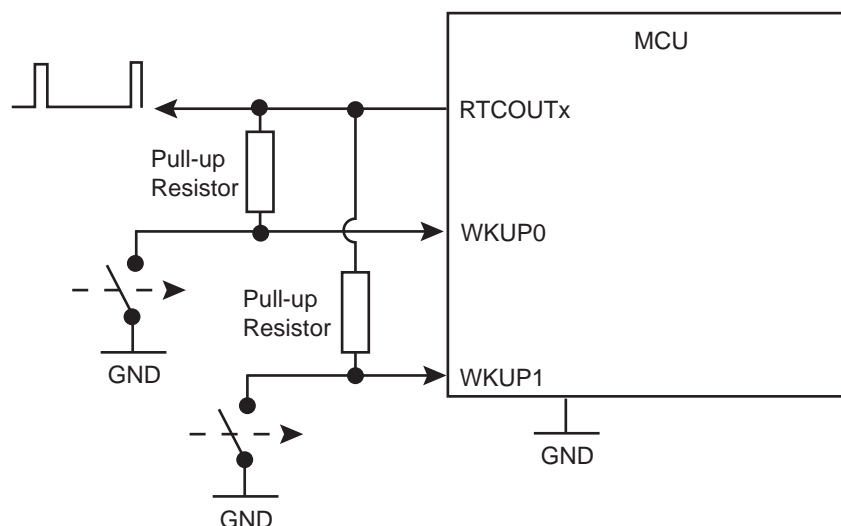 MCU
RTCOUTx
Pull-up
Resistor
WKUP0
Pull-up
Resistor
GND
WKUP1
GND
GND